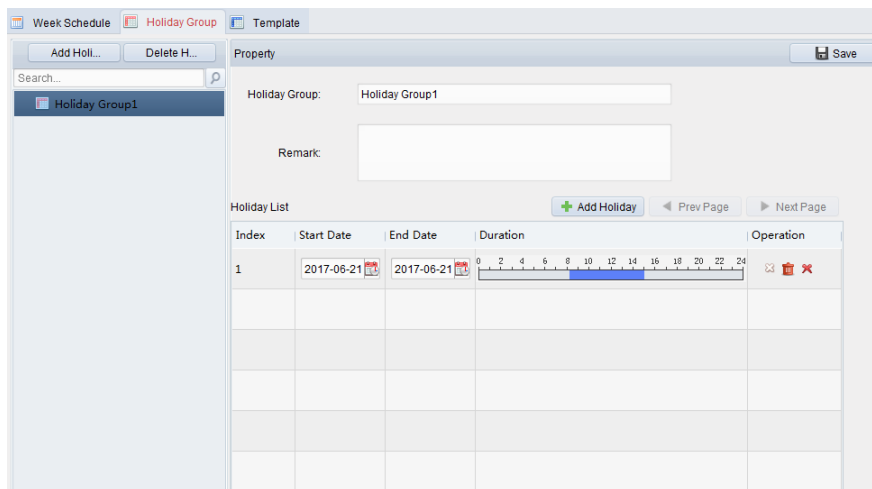 Week Schedule Holiday Group Template
Add Holi... Delete H... Property Save
Search...
Holiday Group1
Holiday Group: Holiday Group1
Remark:
Holiday List Add Holiday Prev Page Next Page
Index Start Date End Date Duration Operation
0 2 4 6 8 10 12 14 16 18 20 22 24
1 2017-06-21 2017-06-21